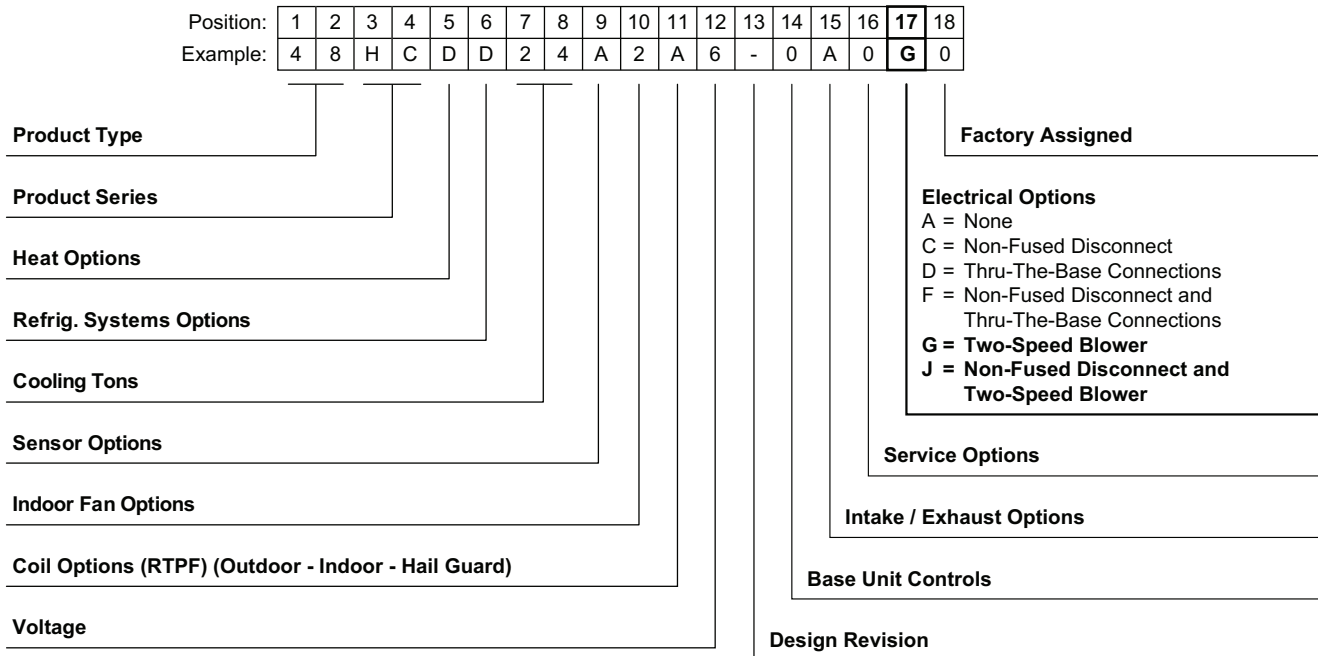 Position: 1 2 3 4 5 6 7 8 9 10 11 12 13 14 15 16 17 18
Example: 4 8 H C D D 2 4 A 2 A 6 - 0 A 0 G 0
Product Type
Product Series
Heat Options
Refrig. Systems Options
Cooling Tons
Sensor Options
Indoor Fan Options
Coil Options (RTPF) (Outdoor - Indoor - Hail Guard)
Voltage
Factory Assigned
Electrical Options
A = None
C = Non-Fused Disconnect
D = Thru-The-Base Connections
F = Non-Fused Disconnect and
Thru-The-Base Connections
G = Two-Speed Blower
J = Non-Fused Disconnect and
Two-Speed Blower
Service Options
Intake / Exhaust Options
Base Unit Controls
Design Revision